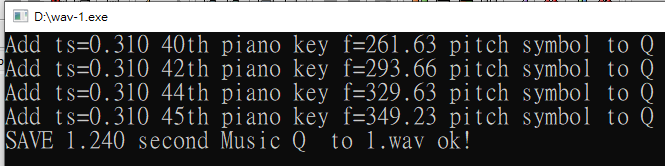 D:\wav-1.exe
Add ts=0.310 40th piano key f=261.63 pitch symbol to Q
Add ts=0.310 42th piano key f=293.66 pitch symbol to Q
Add ts=0.310 44th piano key f=329.63 pitch symbol to Q
Add ts=0.310 45th piano key f=349.23 pitch symbol to Q
SAVE 1.240 second Music Q  to 1.wav ok!